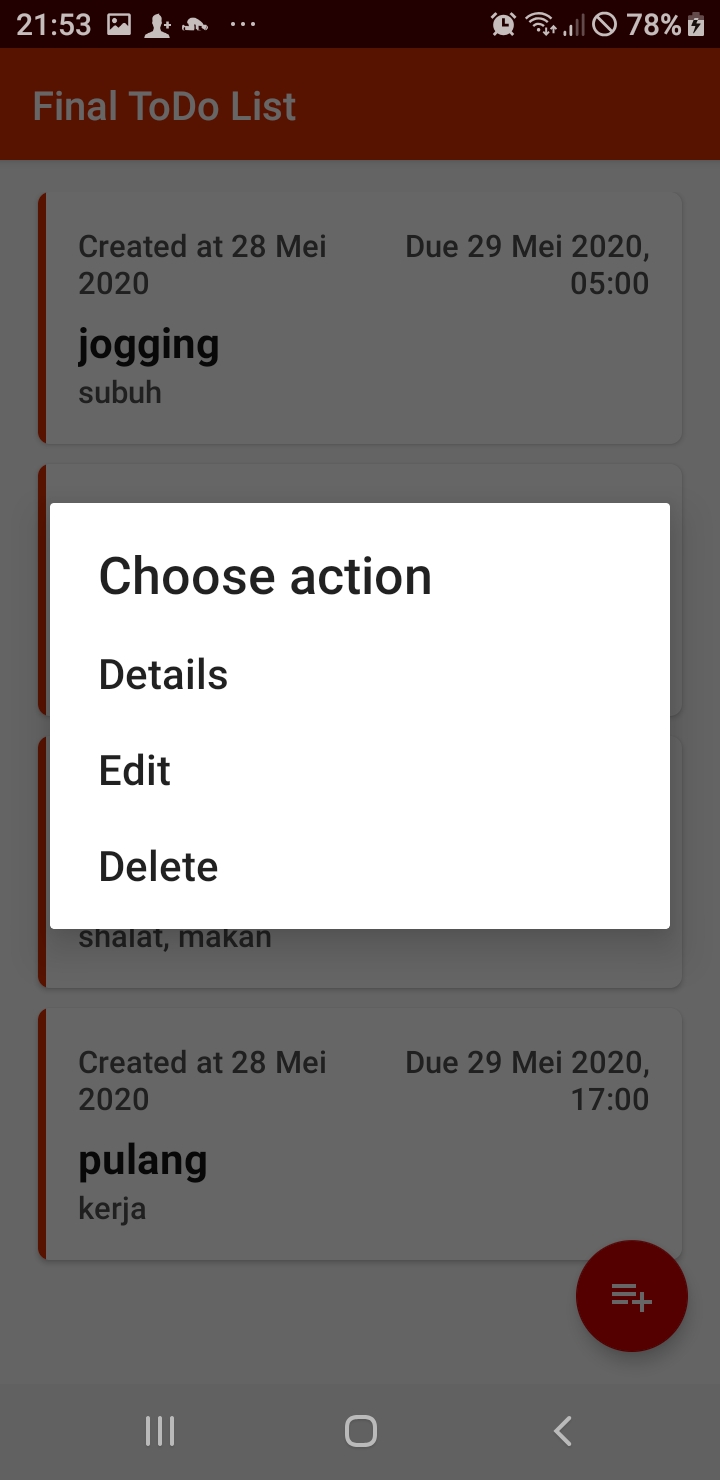 21:53
78%
Final ToDo List
Created at 28 Mei
2020
Due 29 Mei 2020,
05:00
jogging
subuh
Choose action
Details
Edit
Delete
shalat, makan
Created at 28 Mei
2020
Due 29 Mei 2020,
17:00
pulang
kerja